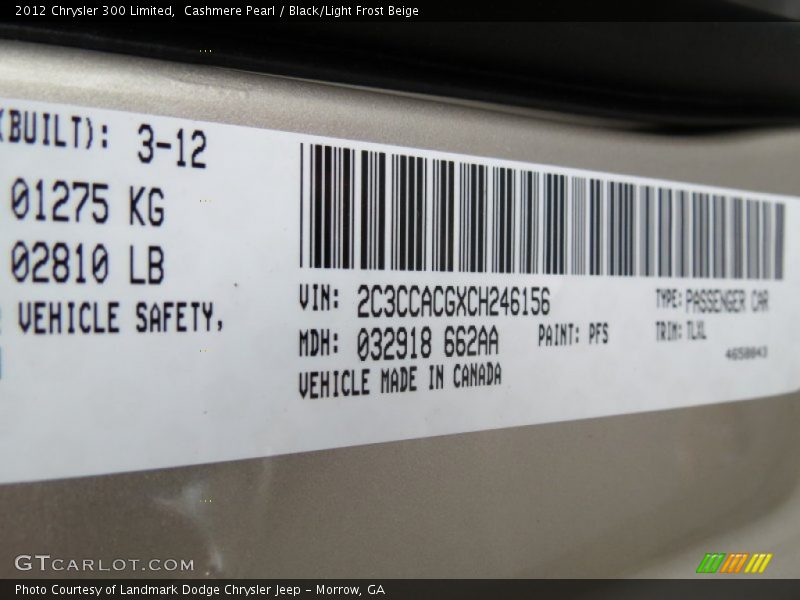 2012 Chrysler 300 Limited,  Cashmere Pearl / Black/Light Frost Beige
(BUILT): 3-12
01275 KG
02810 LB
VEHICLE SAFETY,
VIN: 2C3CCACGXCH246156
TYPE: PASSENGER CAR
MDH: 032918 662AA
PAINT: PFS
TRIM: TLXL
4658843
VEHICLE MADE IN CANADA
GTCARLOT.COM
Photo Courtesy of Landmark Dodge Chrysler Jeep – Morrow, GA